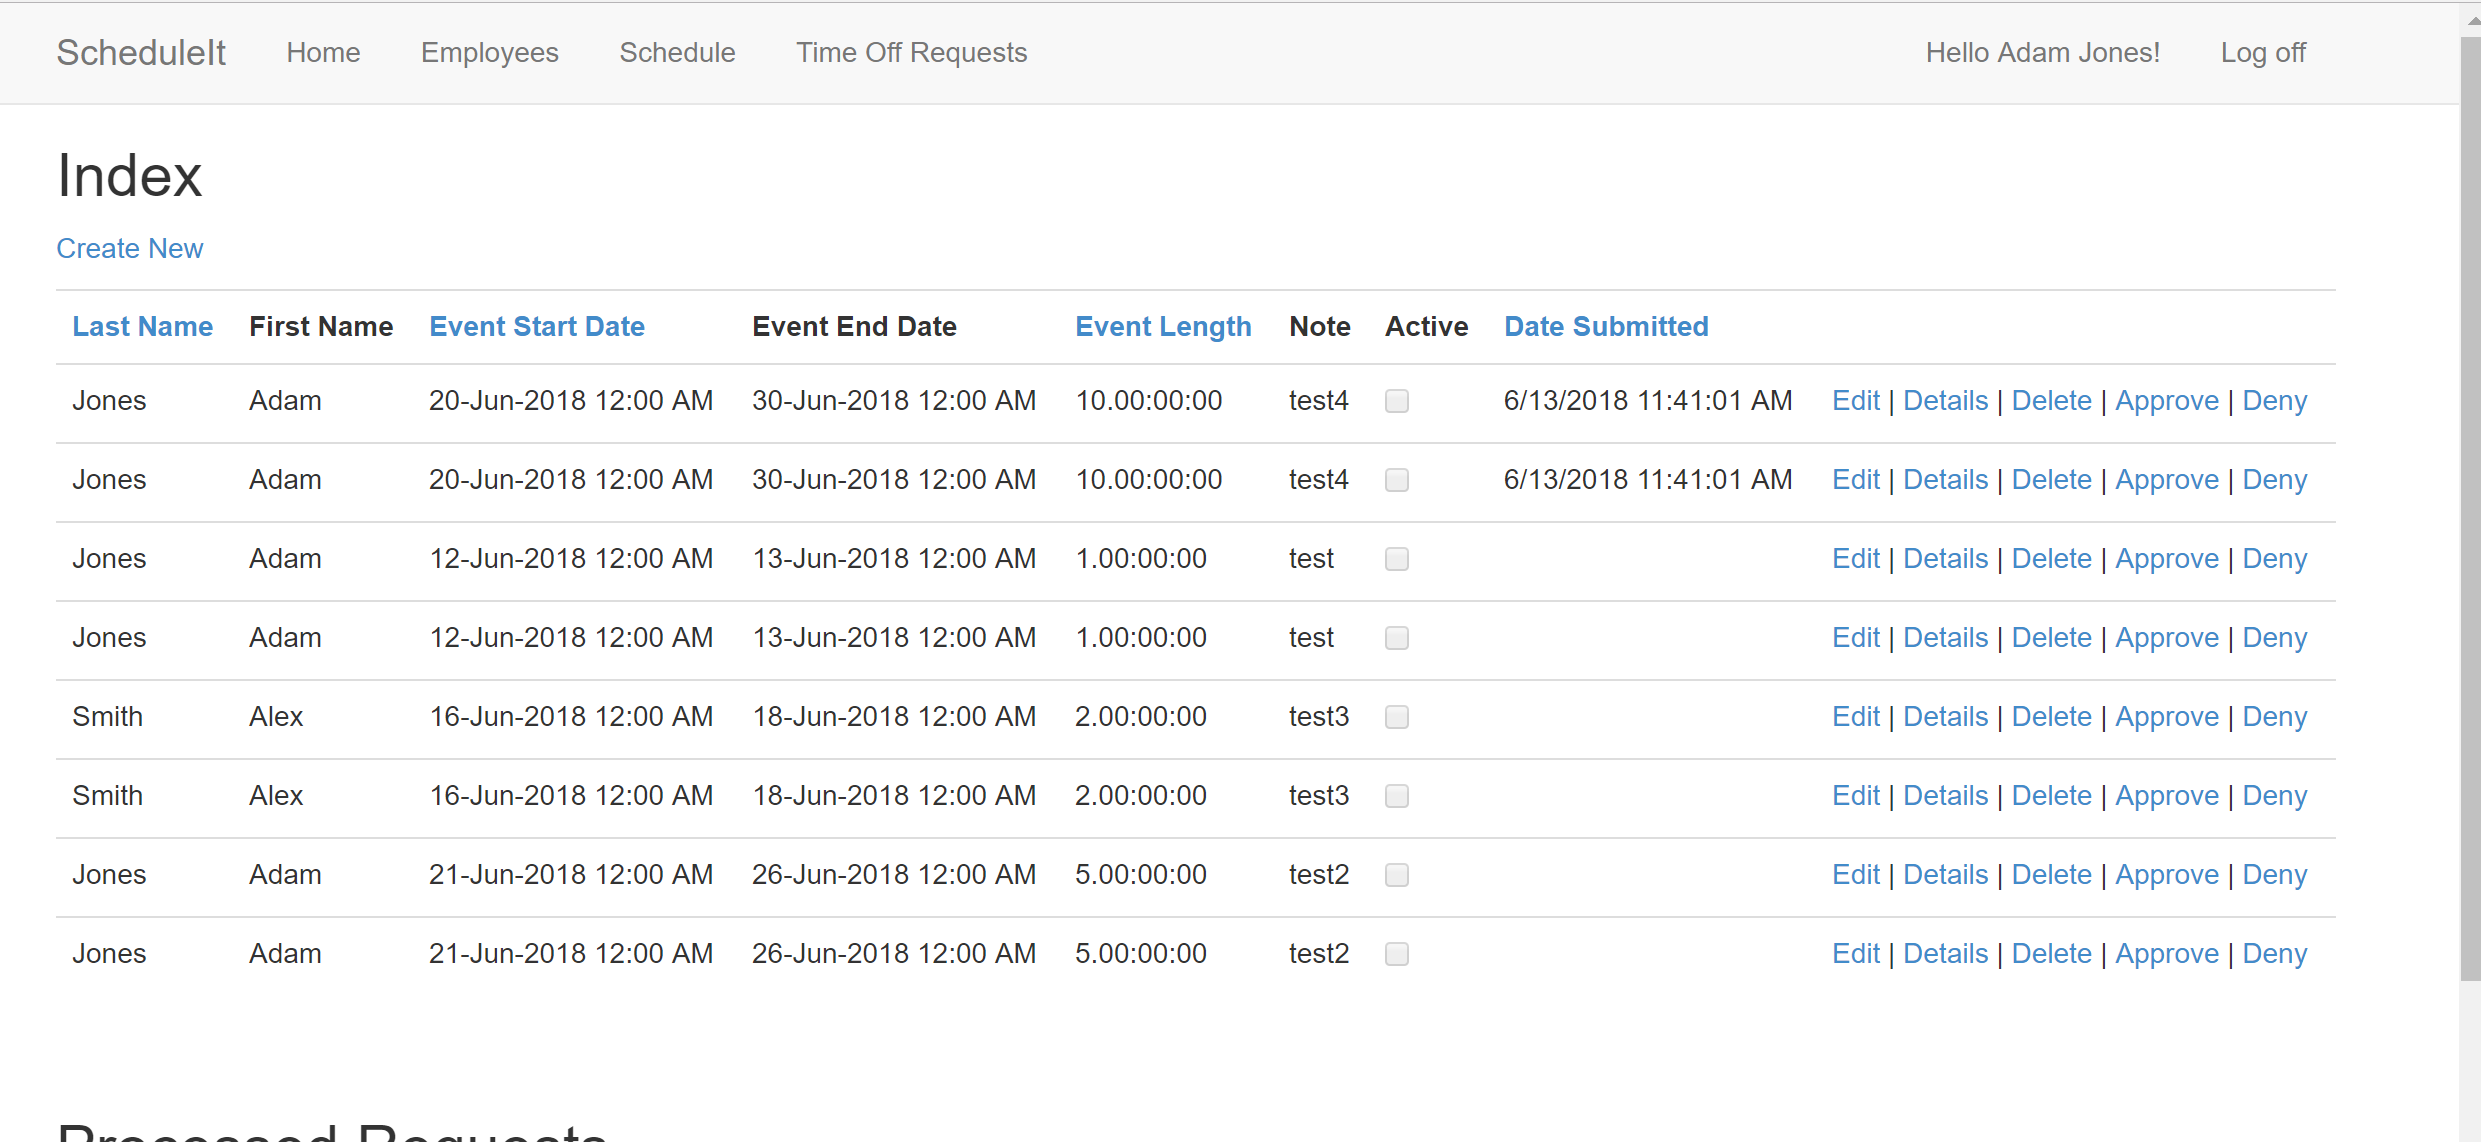 ScheduleIt Home Employees Schedule Time Off Requests Hello Adam Jones! Log off
Index
Create New
Last Name First Name Event Start Date Event End Date Event Length Note Active Date Submitted
Jones Adam 20-Jun-2018 12:00 AM 30-Jun-2018 12:00 AM 10.00:00:00 test4 6/13/2018 11:41:01 AM Edit | Details | Delete | Approve | Deny
Jones Adam 20-Jun-2018 12:00 AM 30-Jun-2018 12:00 AM 10.00:00:00 test4 6/13/2018 11:41:01 AM Edit | Details | Delete | Approve | Deny
Jones Adam 12-Jun-2018 12:00 AM 13-Jun-2018 12:00 AM 1.00:00:00 test Edit | Details | Delete | Approve | Deny
Jones Adam 12-Jun-2018 12:00 AM 13-Jun-2018 12:00 AM 1.00:00:00 test Edit | Details | Delete | Approve | Deny
Smith Alex 16-Jun-2018 12:00 AM 18-Jun-2018 12:00 AM 2.00:00:00 test3 Edit | Details | Delete | Approve | Deny
Smith Alex 16-Jun-2018 12:00 AM 18-Jun-2018 12:00 AM 2.00:00:00 test3 Edit | Details | Delete | Approve | Deny
Jones Adam 21-Jun-2018 12:00 AM 26-Jun-2018 12:00 AM 5.00:00:00 test2 Edit | Details | Delete | Approve | Deny
Jones Adam 21-Jun-2018 12:00 AM 26-Jun-2018 12:00 AM 5.00:00:00 test2 Edit | Details | Delete | Approve | Deny
Processed Requests